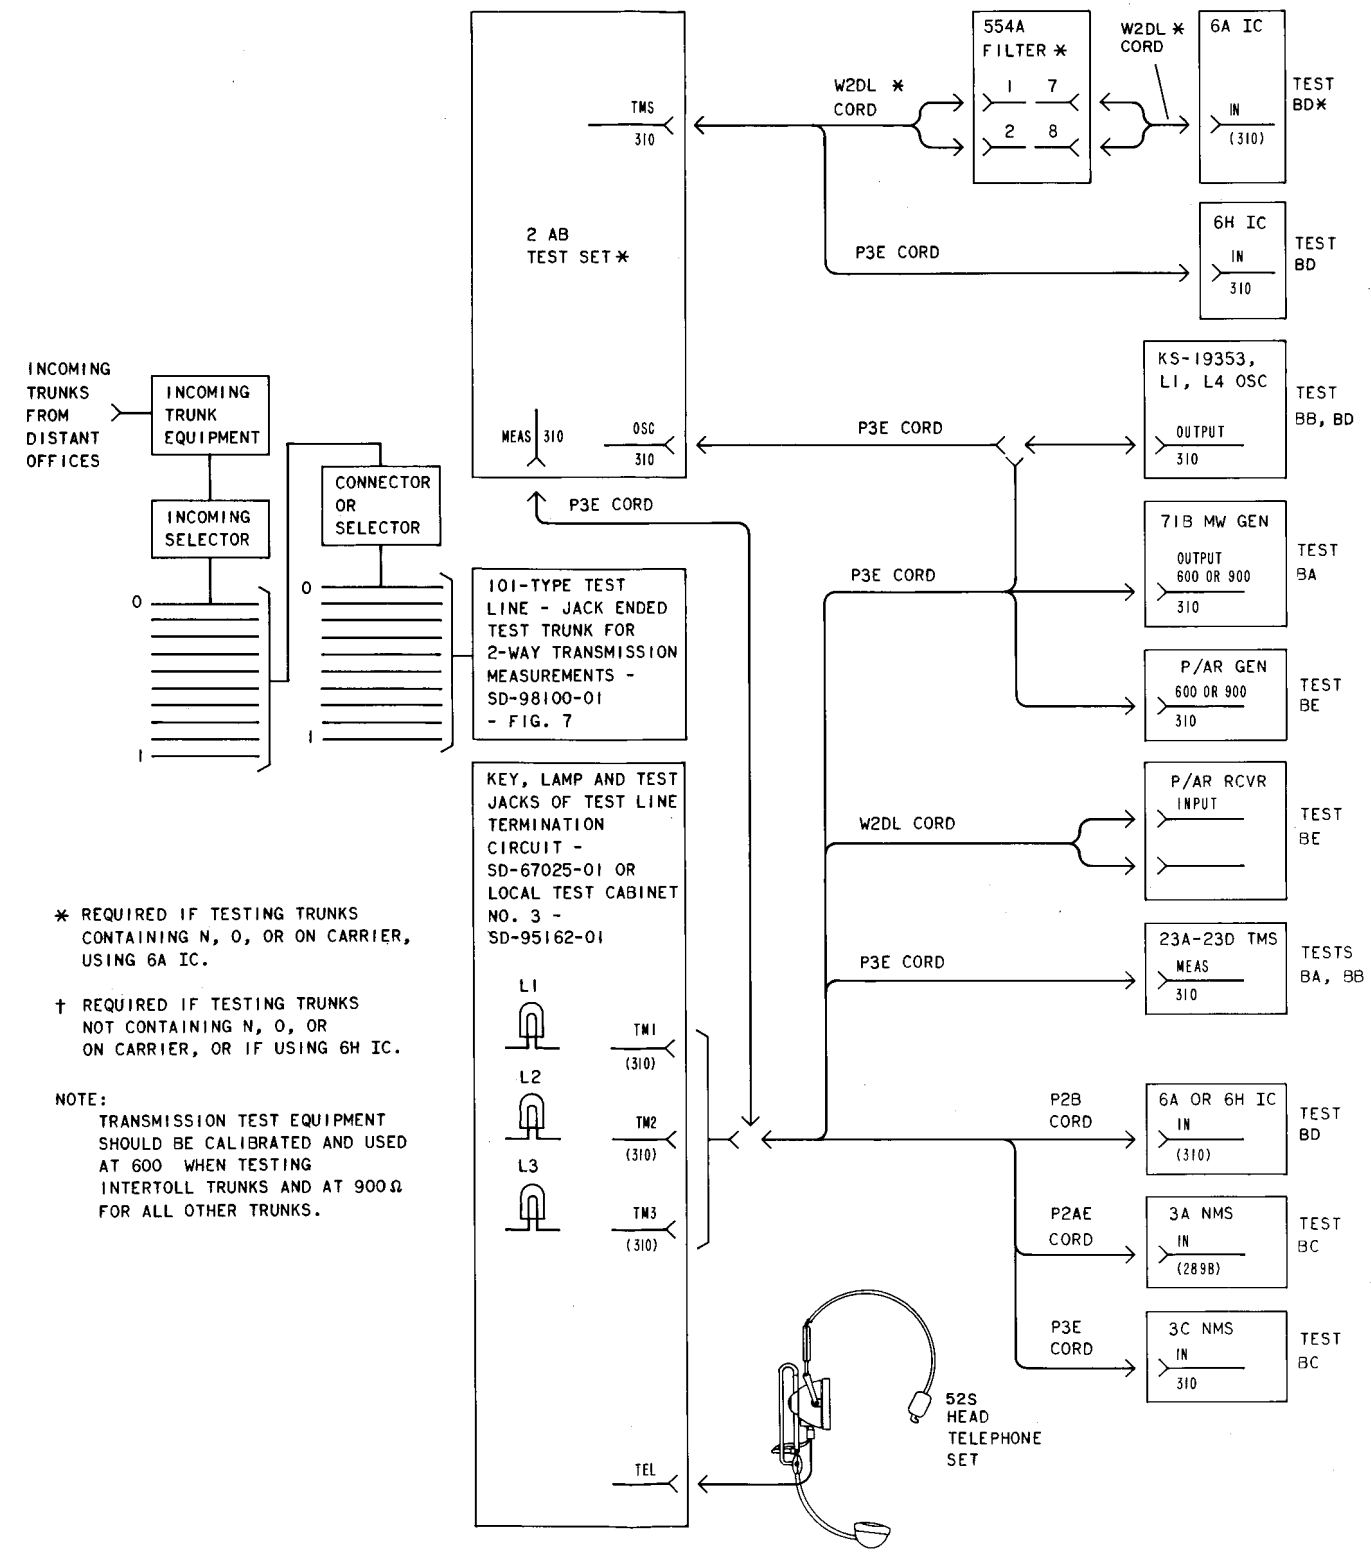 554A
FILTER *
1 7
2 8
W2DL *
CORD
W2DL *
CORD
6A IC
IN
(310)
TEST
BD*
TMS
310
2 AB
TEST SET *
P3E CORD
6H IC
IN
310
TEST
BD
MEAS 310
OSC
310
P3E CORD
KS-19353,
L1, L4 OSC
OUTPUT
310
TEST
BB, BD
P3E CORD
INCOMING
TRUNKS
FROM
DISTANT
OFFICES
INCOMING
TRUNK
EQUIPMENT
INCOMING
SELECTOR
0
1
CONNECTOR
OR
SELECTOR
0
1
101-TYPE TEST
LINE - JACK ENDED
TEST TRUNK FOR
2-WAY TRANSMISSION
MEASUREMENTS -
SD-98100-01
- FIG. 7
P3E CORD
71B MW GEN
OUTPUT
600 OR 900
310
TEST
BA
P/AR GEN
600 OR 900
310
TEST
BE
W2DL CORD
P/AR RCVR
INPUT
TEST
BE
P3E CORD
23A-23D TMS
MEAS
310
TESTS
BA, BB
KEY, LAMP AND TEST
JACKS OF TEST LINE
TERMINATION
CIRCUIT -
SD-67025-01 OR
LOCAL TEST CABINET
NO. 3 -
SD-95162-01
L1
TM1
(310)
L2
TM2
(310)
L3
TM3
(310)
TEL
P2B
CORD
6A OR 6H IC
IN
(310)
TEST
BD
P2AE
CORD
3A NMS
IN
(289B)
TEST
BC
P3E
CORD
3C NMS
IN
310
TEST
BC
52S
HEAD
TELEPHONE
SET
* REQUIRED IF TESTING TRUNKS
CONTAINING N, O, OR ON CARRIER,
USING 6A IC.
† REQUIRED IF TESTING TRUNKS
NOT CONTAINING N, O, OR
ON CARRIER, OR IF USING 6H IC.
NOTE:
TRANSMISSION TEST EQUIPMENT
SHOULD BE CALIBRATED AND USED
AT 600 WHEN TESTING
INTERTOLL TRUNKS AND AT 900Ω
FOR ALL OTHER TRUNKS.